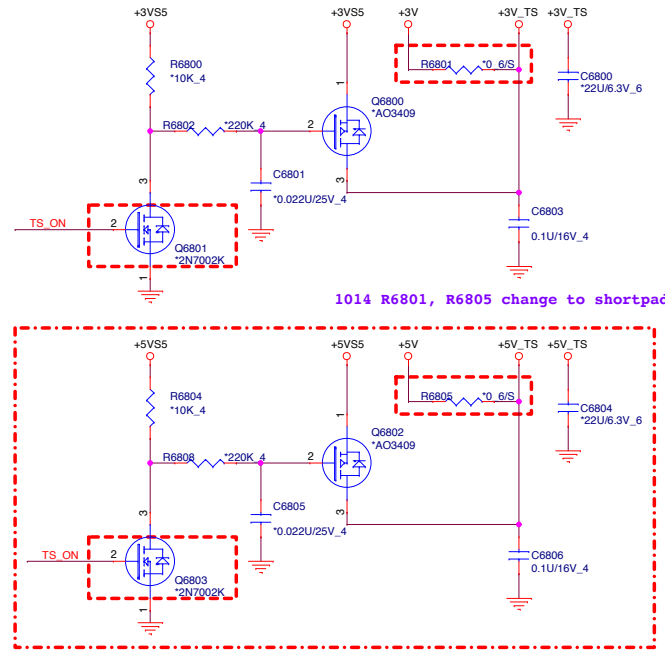 +3VS5
+3VS5
+3V
+3V_TS
+3V_TS
R6800
*10K_4
R6801
*0_6/S
C6800
*22U/6.3V_6
1
Q6800
*AO3409
R6802
*220K_4
2
3
3
C6801
*0.022U/25V_4
TS_ON
2
C6803
0.1U/16V_4
Q6801
*2N7002K
1
1014 R6801, R6805 change to shortpad
+5VS5
+5VS5
+5V
+5V_TS
+5V_TS
R6804
*10K_4
R6805
*0_6/S
C6804
*22U/6.3V_6
1
Q6802
*AO3409
R6808
*220K_4
2
3
3
C6805
*0.022U/25V_4
TS_ON
2
C6806
0.1U/16V_4
Q6803
*2N7002K
1